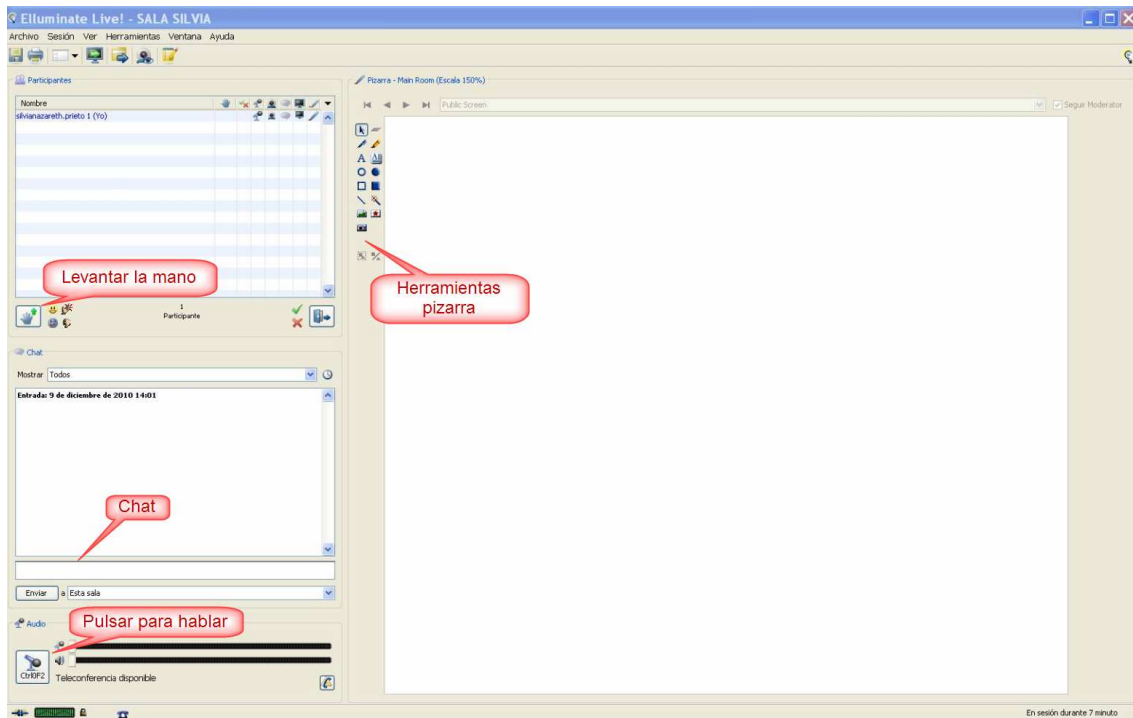 Elluminate Live! - SALA SILVIA
Archivo Sesión Ver Herramientas Ventana Ayuda
Participantes
Nombre
silvianazareth.prieto 1 (Yo)
Levantar la mano
1
Participante
Chat
Mostrar Todos
Entrada: 9 de diciembre de 2010 14:01
Chat
Enviar a Esta sala
Audio
Pulsar para hablar
Ctrl0F2
Teleconferencia disponible
Pizarra - Main Room (Escala 150%)
Public Screen
Seguir Moderator
A A
Herramientas
pizarra
En sesión durante 7 minuto